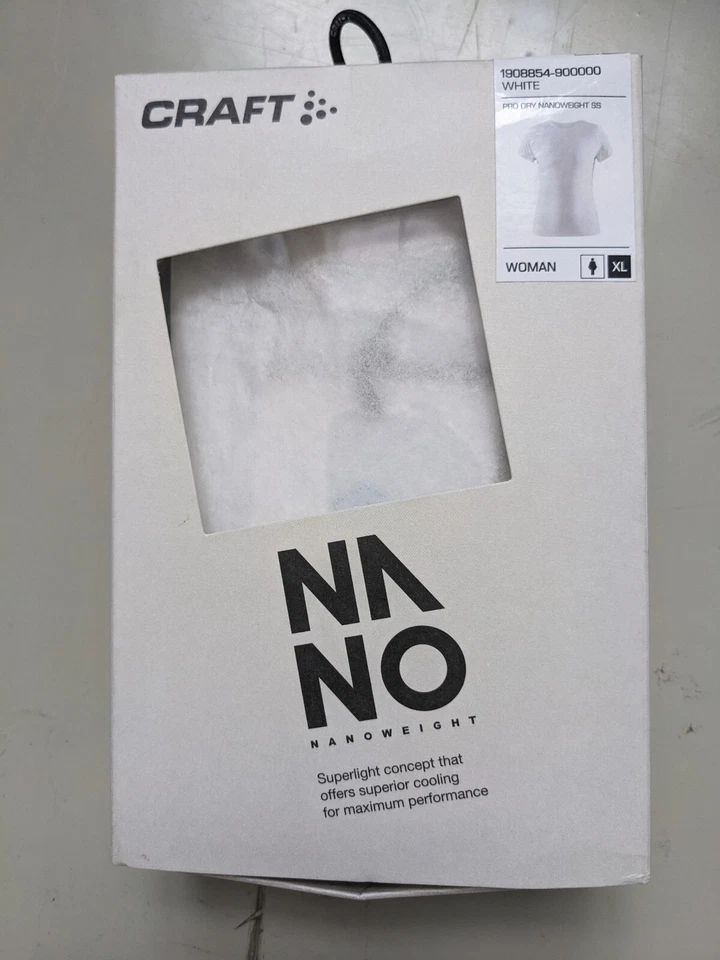 CRAFT
1908854-900000
WHITE
PRO DRY NANOWEIGHT SS
WOMAN XL
NA
NO
NANOWEIGHT
Superlight concept that
offers superior cooling
for maximum performance